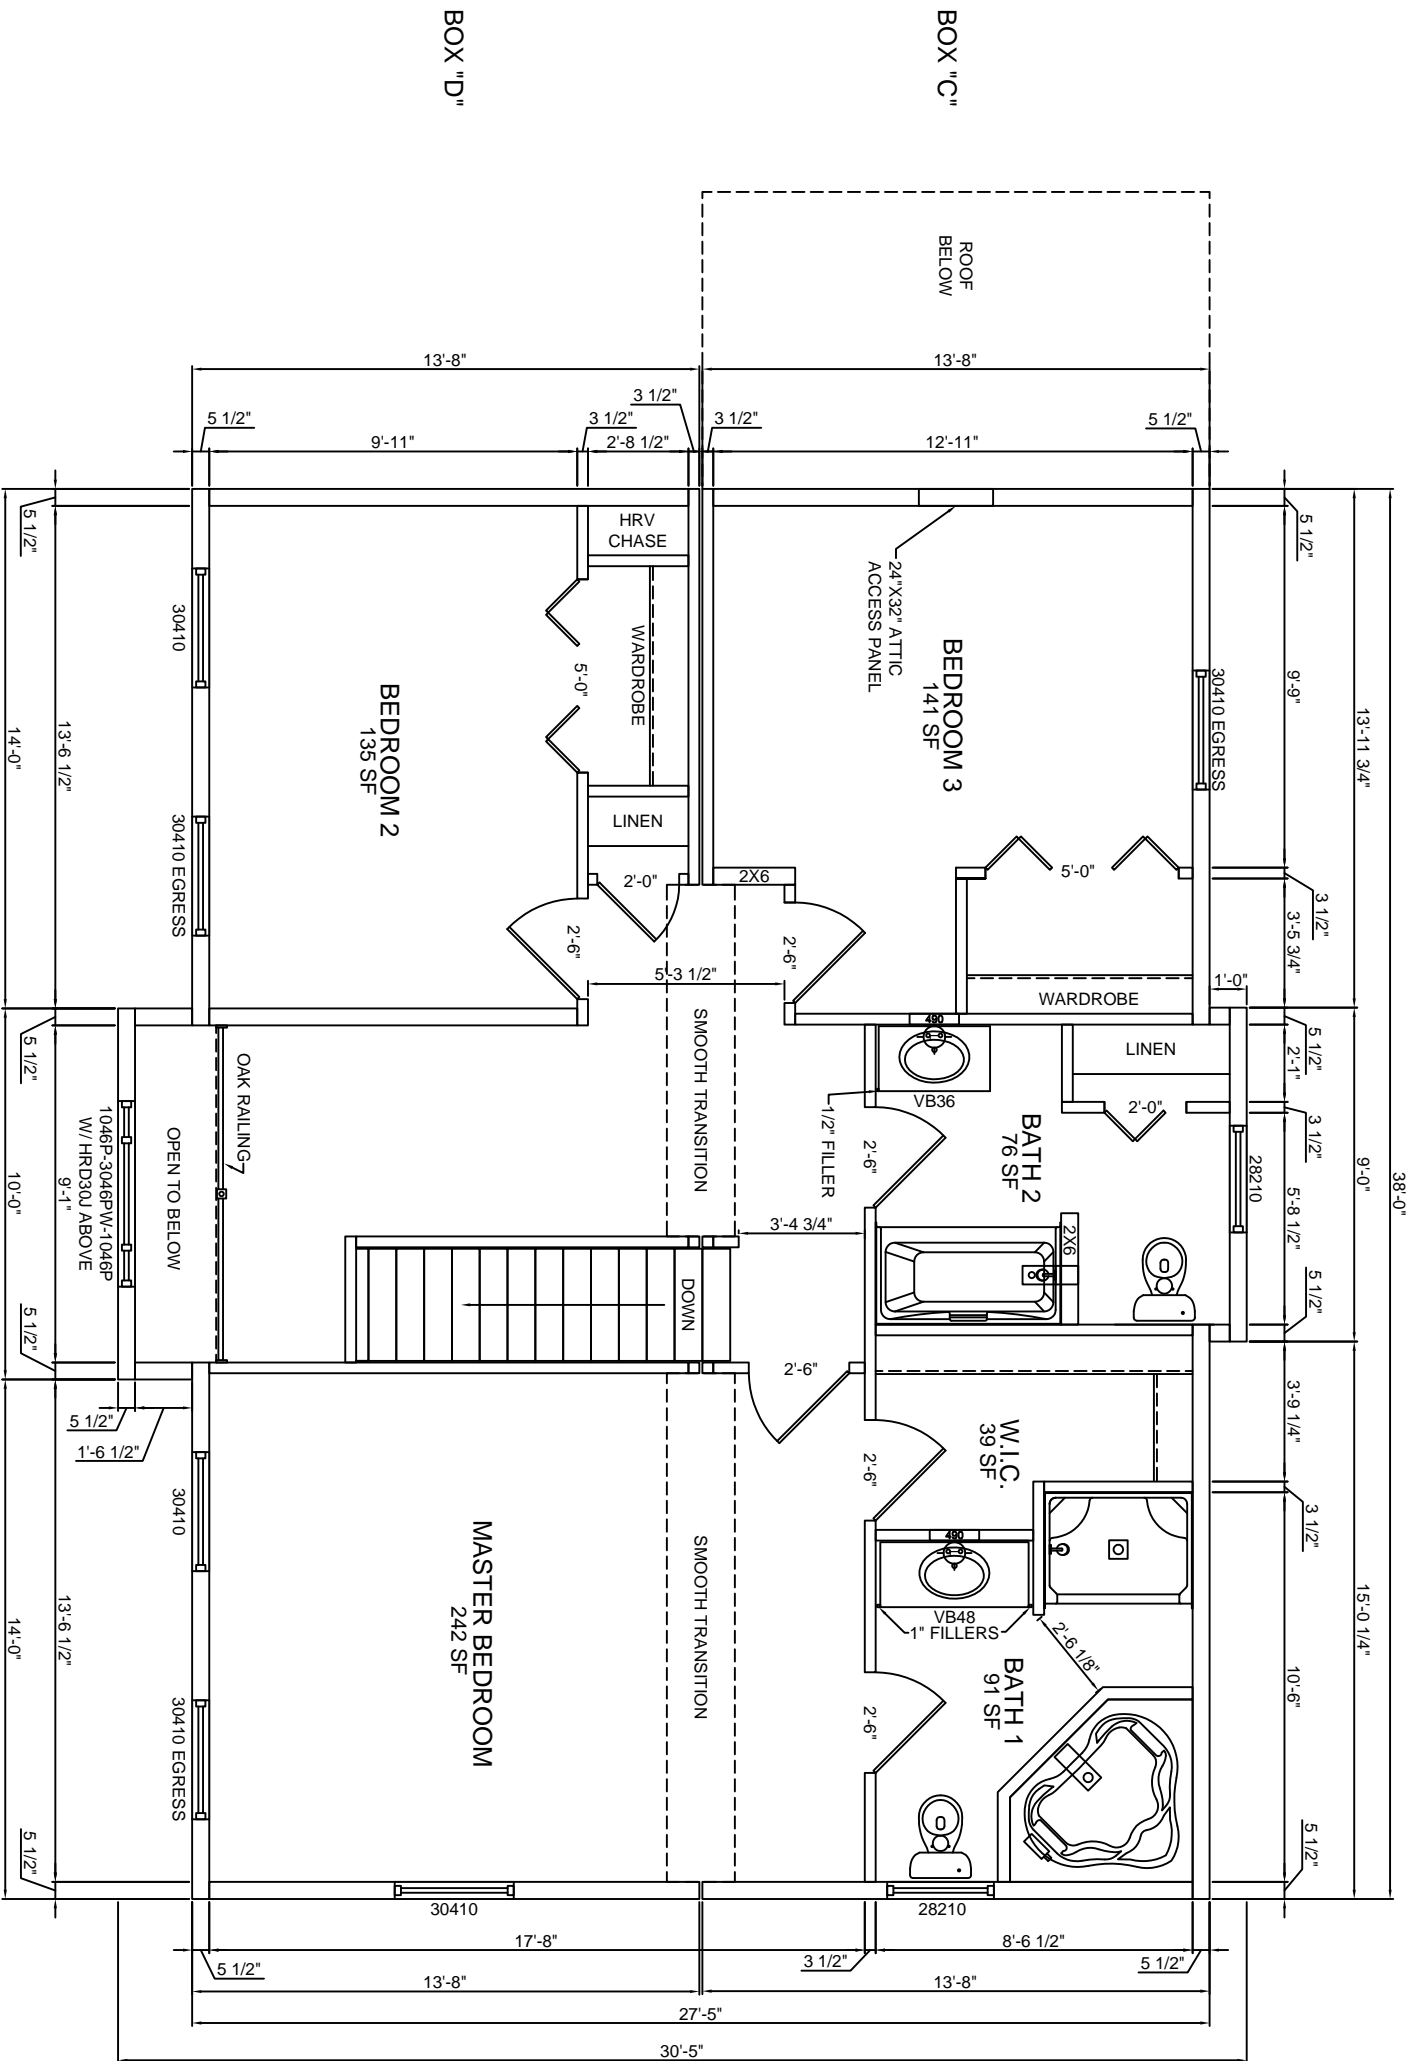 BOX "D"
BOX "C"
ROOF
BELOW
13'-8"
13'-8"
5 1/2"
9'-11"
3 1/2"
2'-8 1/2"
3 1/2"
3 1/2"
12'-11"
5 1/2"
5 1/2"
13'-6 1/2"
14'-0"
5 1/2"
9'-9"
13'-11 3/4"
38'-0"
3 1/2"
3'-5 3/4"
1'-0"
HRV
CHASE
WARDROBE
5'-0"
LINEN
2'-0"
BEDROOM 2
135 SF
30410
30410 EGRESS
2'-6"
24"X32" ATTIC
ACCESS PANEL
BEDROOM 3
141 SF
30410 EGRESS
5'-0"
2X6
2'-6"
5'-3 1/2"
WARDROBE
5 1/2"
9'-1"
10'-0"
5 1/2"
1046P-3046PW-1046P
W/ HRD30J ABOVE
OPEN TO BELOW
OAK RAILING
SMOOTH TRANSITION
490
VB36
1/2" FILLER
LINEN
2'-0"
BATH 2
76 SF
2'-6"
28210
5 1/2"
2'-1"
3 1/2"
5'-8 1/2"
9'-0"
5 1/2"
3'-4 3/4"
2X6
DOWN
2'-6"
5 1/2"
1'-6 1/2"
2'-6"
W.I.C.
39 SF
3'-9 1/4"
3 1/2"
15'-0 1/4"
10'-6"
5 1/2"
490
VB48
1" FILLERS
2'-6 1/8"
BATH 1
91 SF
2'-6"
MASTER BEDROOM
242 SF
SMOOTH TRANSITION
30410
30410 EGRESS
13'-6 1/2"
14'-0"
5 1/2"
30410
28210
17'-8"
8'-6 1/2"
5 1/2"
3 1/2"
5 1/2"
13'-8"
13'-8"
27'-5"
30'-5"